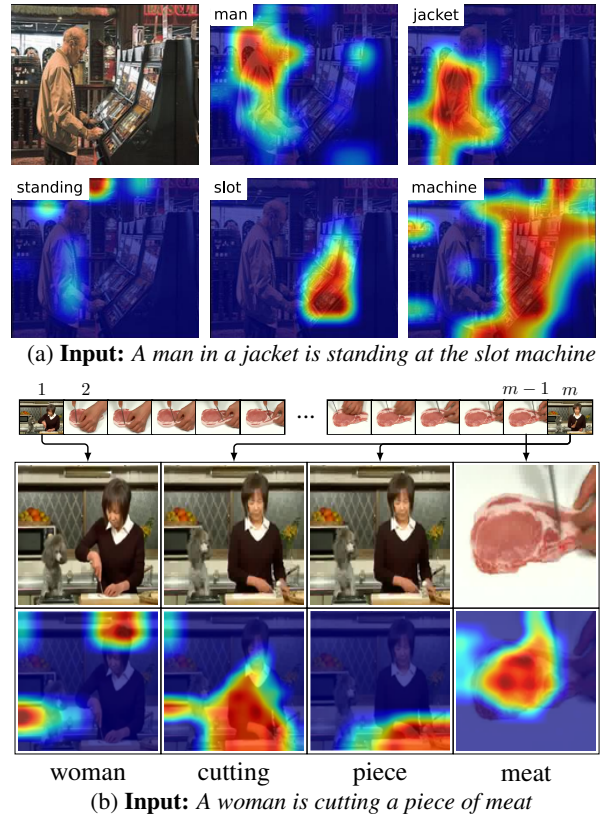 man
jacket
standing
slot
machine
(a) Input: A man in a jacket is standing at the slot machine
1 2 ... m − 1 m
woman cutting piece meat
(b) Input: A woman is cutting a piece of meat